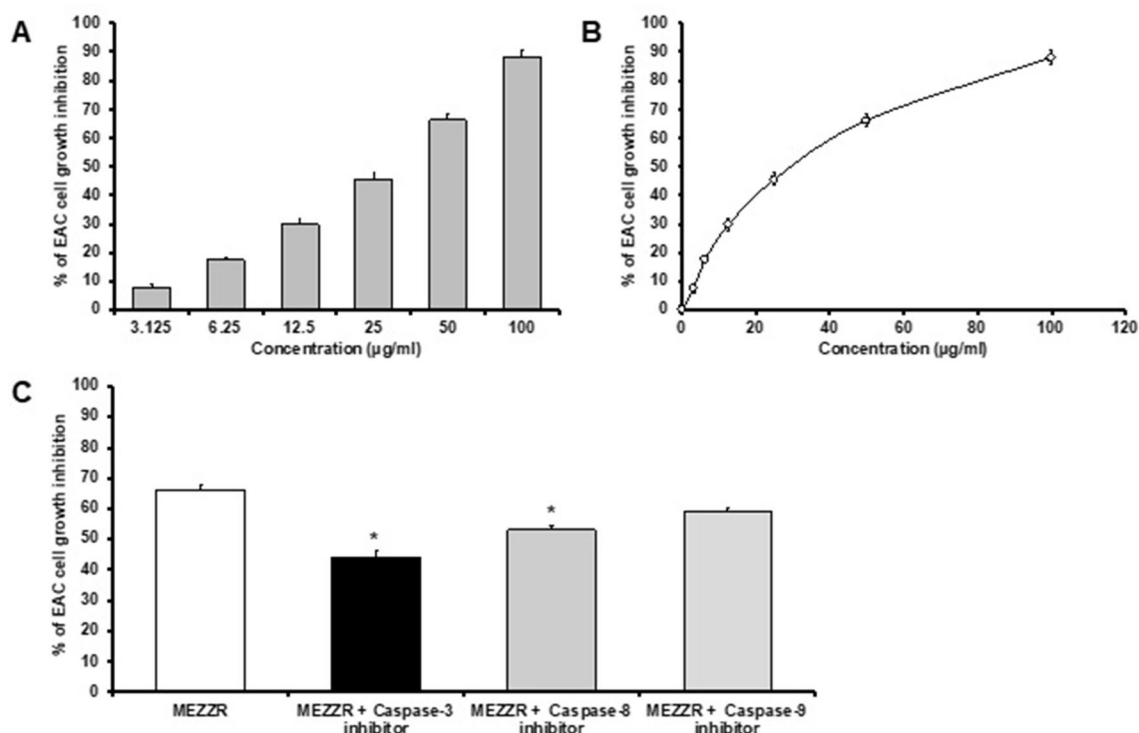 A
% of EAC cell growth inhibition
100
90
80
70
60
50
40
30
20
10
0
3.125 6.25 12.5 25 50 100
Concentration (µg/ml)
B
% of EAC cell growth inhibition
100
90
80
70
60
50
40
30
20
10
0
0 20 40 60 80 100 120
Concentration (µg/ml)
C
% of EAC cell growth inhibition
100
90
80
70
60
50
40
30
20
10
0
* *
MEZZR MEZZR + Caspase-3 MEZZR + Caspase-8 MEZZR + Caspase-9
inhibitor inhibitor inhibitor